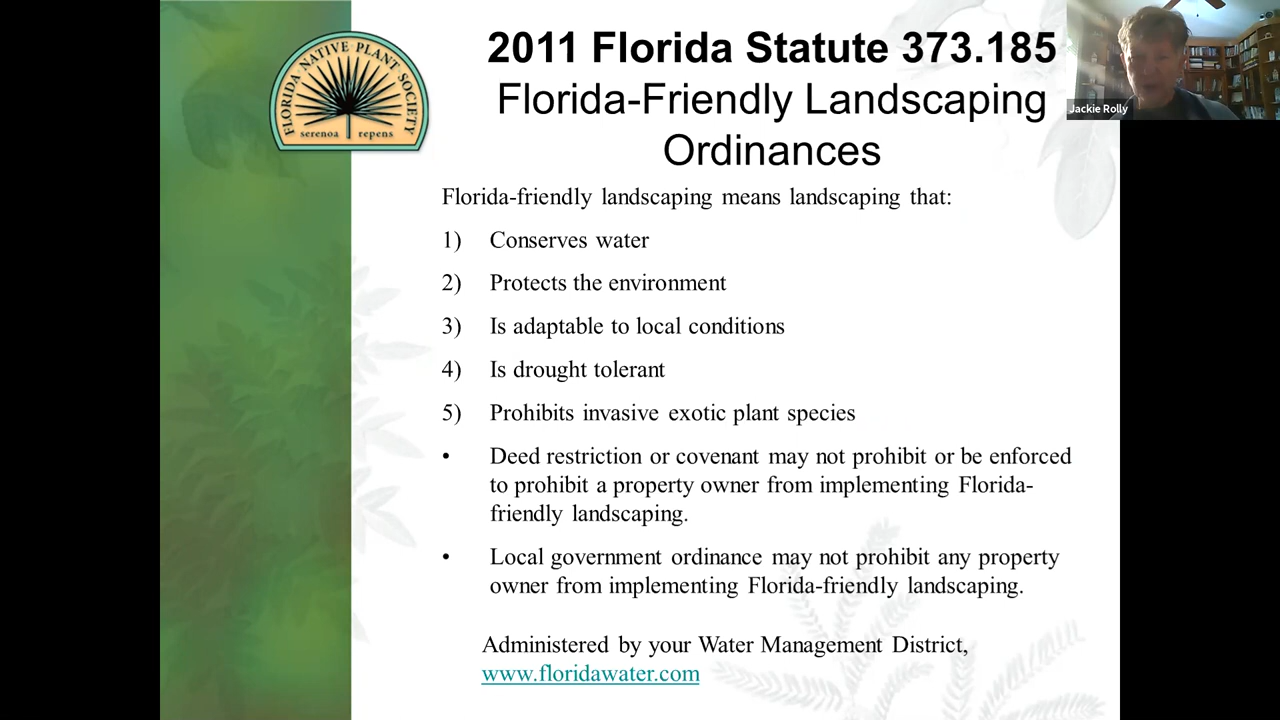 FLORIDA NATIVE PLANT SOCIETY
serenoa repens
2011 Florida Statute 373.185
Florida-Friendly Landscaping
Ordinances
Jackie Rolly
Florida-friendly landscaping means landscaping that:
1) Conserves water
2) Protects the environment
3) Is adaptable to local conditions
4) Is drought tolerant
5) Prohibits invasive exotic plant species
• Deed restriction or covenant may not prohibit or be enforced
to prohibit a property owner from implementing Florida-
friendly landscaping.
• Local government ordinance may not prohibit any property
owner from implementing Florida-friendly landscaping.
Administered by your Water Management District,
www.floridawater.com